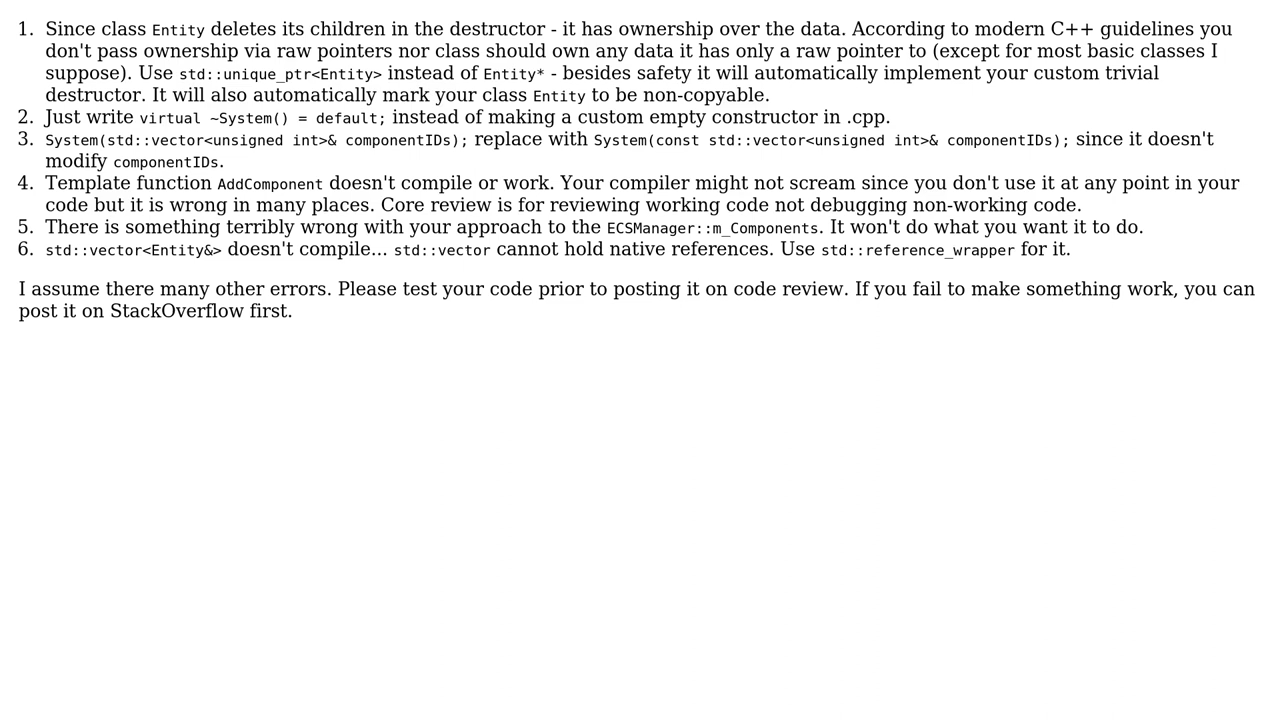 1. Since class Entity deletes its children in the destructor - it has ownership over the data. According to modern C++ guidelines you
don't pass ownership via raw pointers nor class should own any data it has only a raw pointer to (except for most basic classes I
suppose). Use std::unique_ptr<Entity> instead of Entity* - besides safety it will automatically implement your custom trivial
destructor. It will also automatically mark your class Entity to be non-copyable.
2. Just write virtual ~System() = default; instead of making a custom empty constructor in .cpp.
3. System(std::vector<unsigned int>& componentIDs); replace with System(const std::vector<unsigned int>& componentIDs); since it doesn't
modify componentIDs.
4. Template function AddComponent doesn't compile or work. Your compiler might not scream since you don't use it at any point in your
code but it is wrong in many places. Core review is for reviewing working code not debugging non-working code.
5. There is something terribly wrong with your approach to the ECSManager::m_Components. It won't do what you want it to do.
6. std::vector<Entity&> doesn't compile... std::vector cannot hold native references. Use std::reference_wrapper for it.
I assume there many other errors. Please test your code prior to posting it on code review. If you fail to make something work, you can
post it on StackOverflow first.